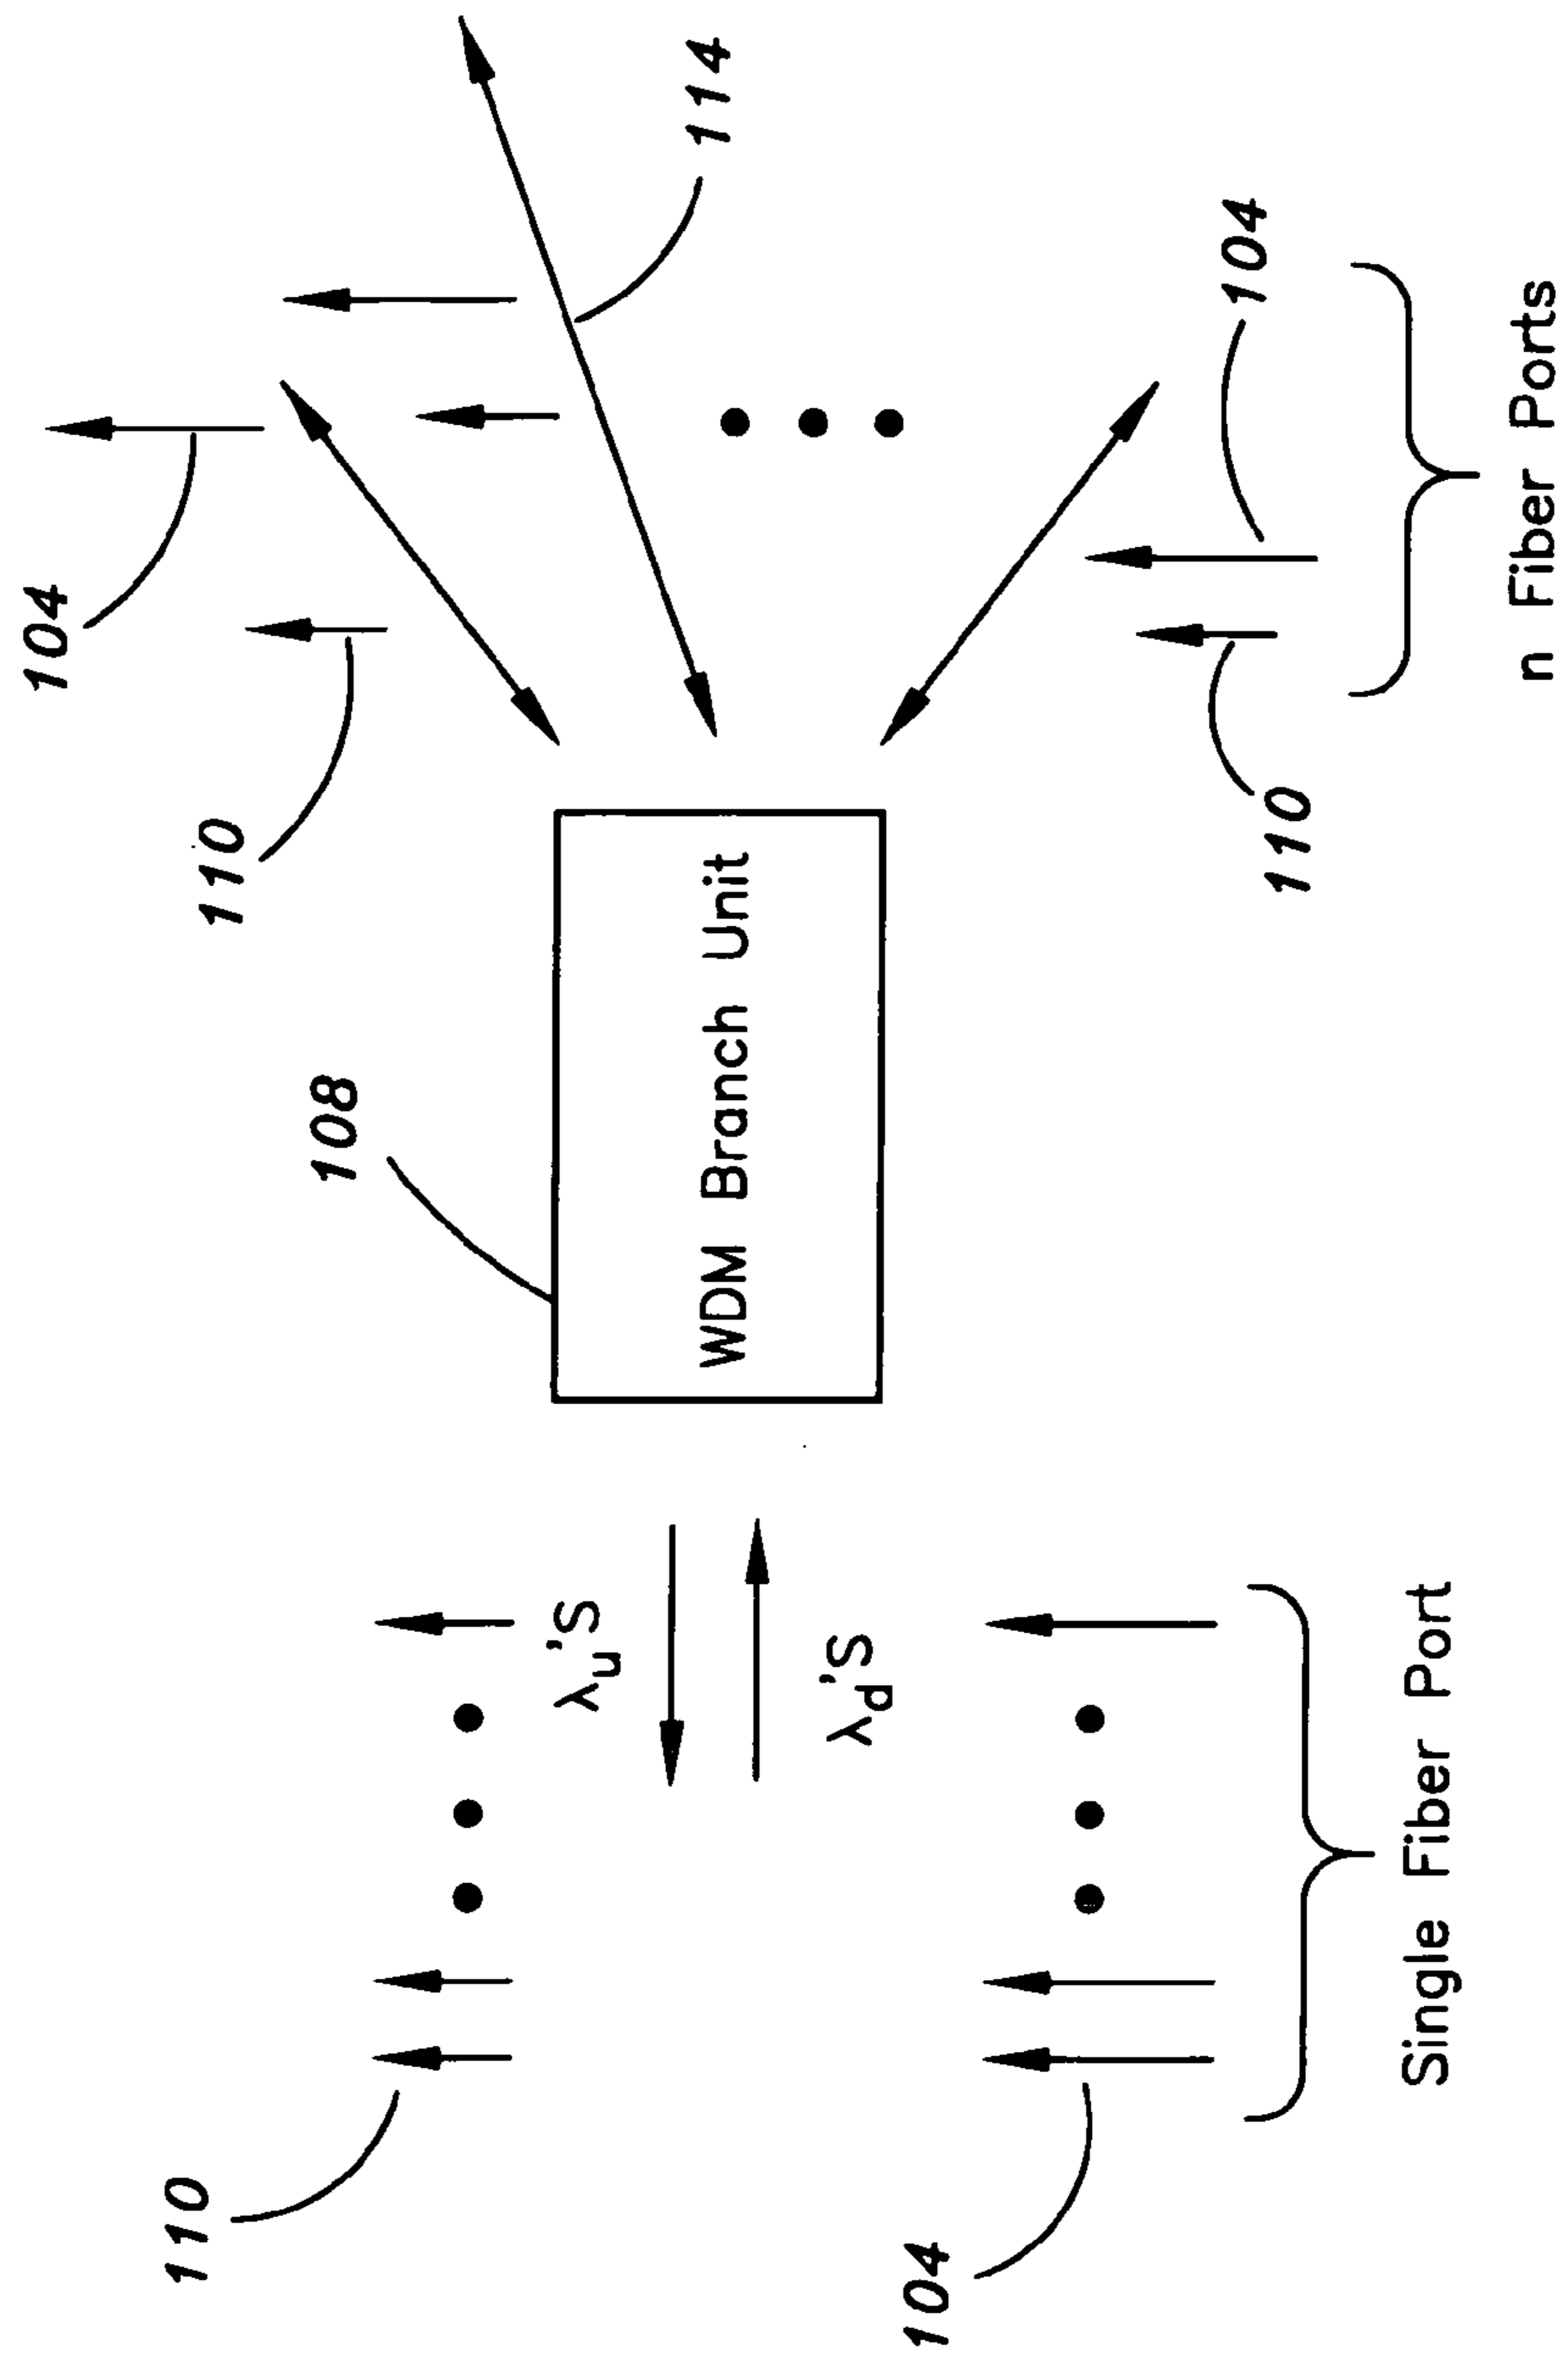 104
110
110
108
λu'S
114
WDM Branch Unit
λd'S
104
104
110
Single Fiber Port
n Fiber Ports